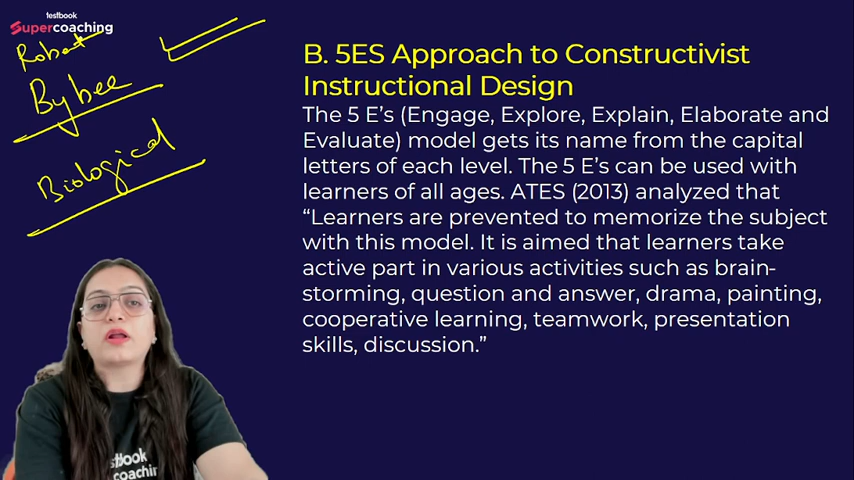 testbook
Supercoaching
Robert
Bybee
Biological
B. 5ES Approach to Constructivist
Instructional Design
The 5 E’s (Engage, Explore, Explain, Elaborate and
Evaluate) model gets its name from the capital
letters of each level. The 5 E’s can be used with
learners of all ages. ATES (2013) analyzed that
“Learners are prevented to memorize the subject
with this model. It is aimed that learners take
active part in various activities such as brain-
storming, question and answer, drama, painting,
cooperative learning, teamwork, presentation
skills, discussion.”